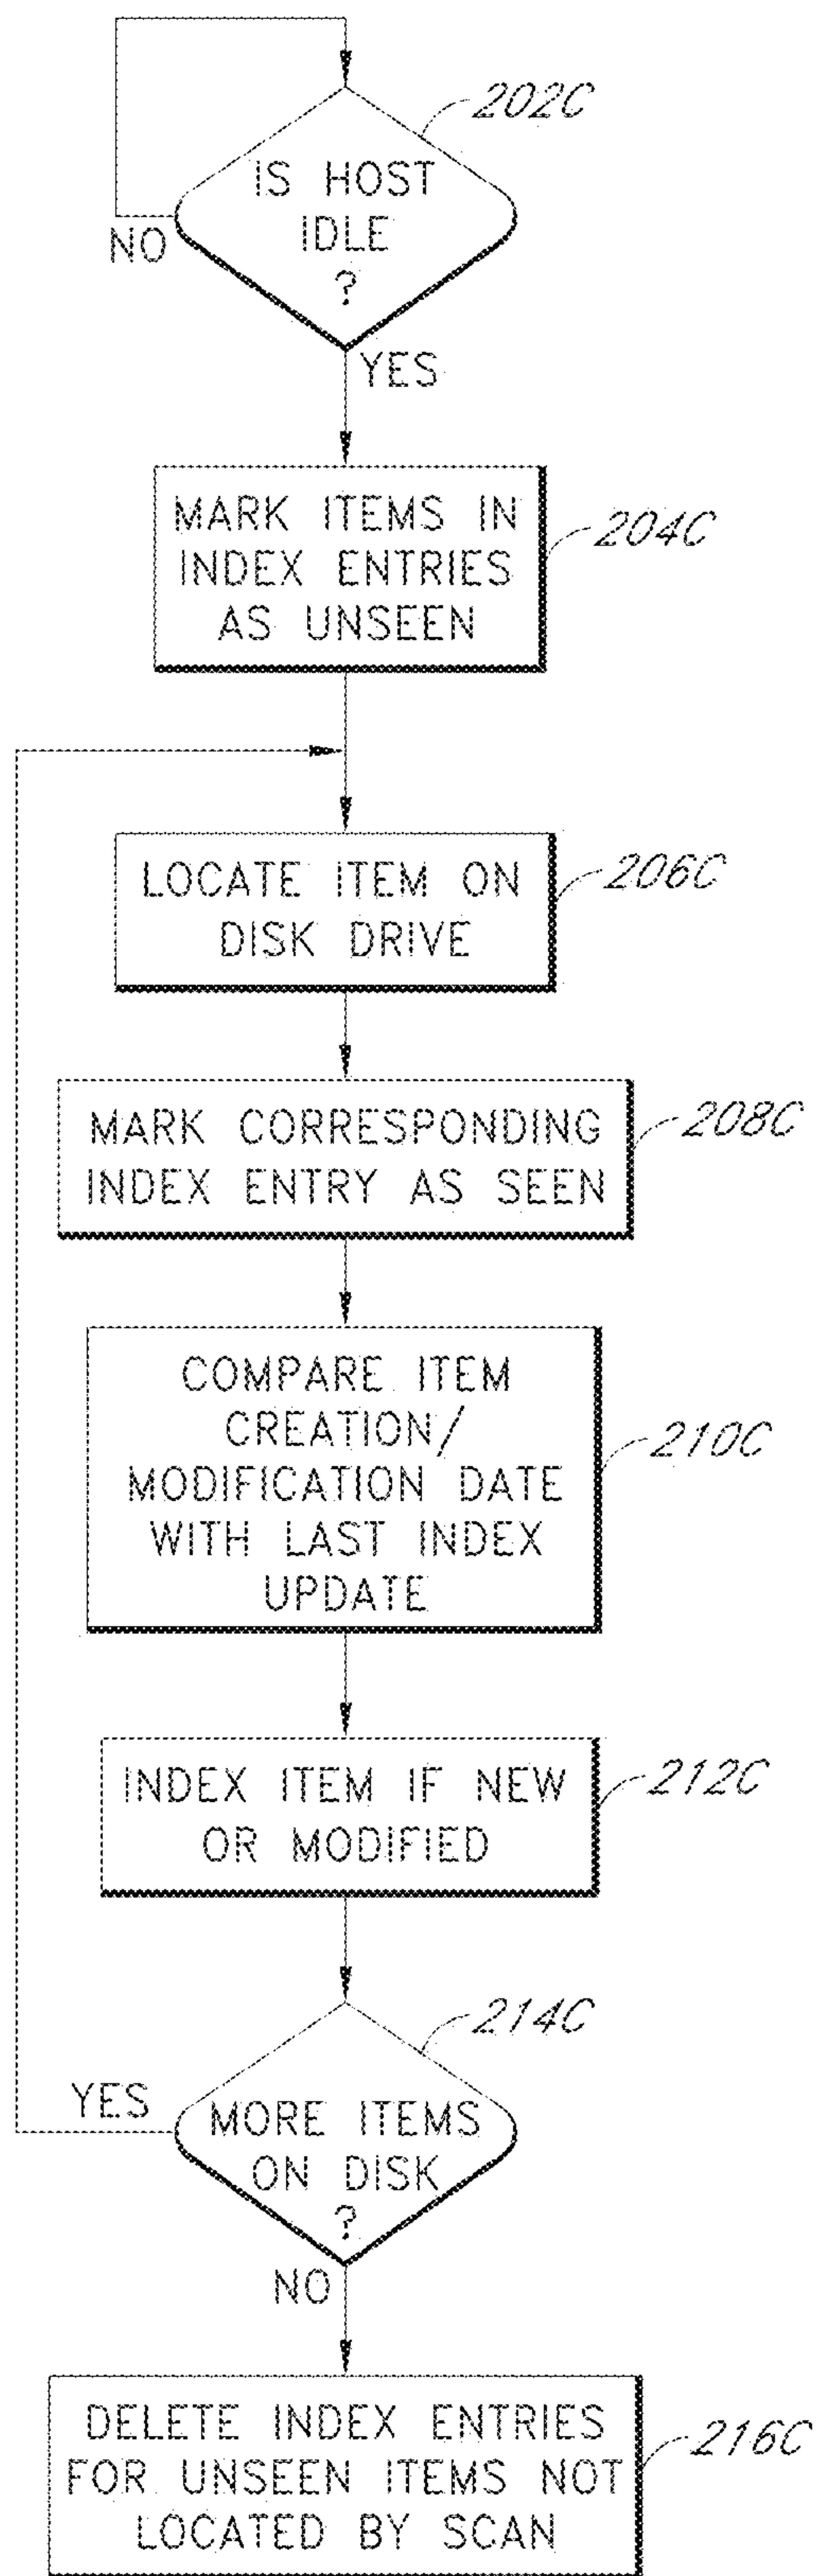 202C
IS HOST
IDLE
?
NO
YES
MARK ITEMS IN
INDEX ENTRIES
AS UNSEEN
204C
LOCATE ITEM ON
DISK DRIVE
206C
MARK CORRESPONDING
INDEX ENTRY AS SEEN
208C
COMPARE ITEM
CREATION/
MODIFICATION DATE
WITH LAST INDEX
UPDATE
210C
INDEX ITEM IF NEW
OR MODIFIED
212C
214C
YES
MORE ITEMS
ON DISK
?
NO
DELETE INDEX ENTRIES
FOR UNSEEN ITEMS NOT
LOCATED BY SCAN
216C